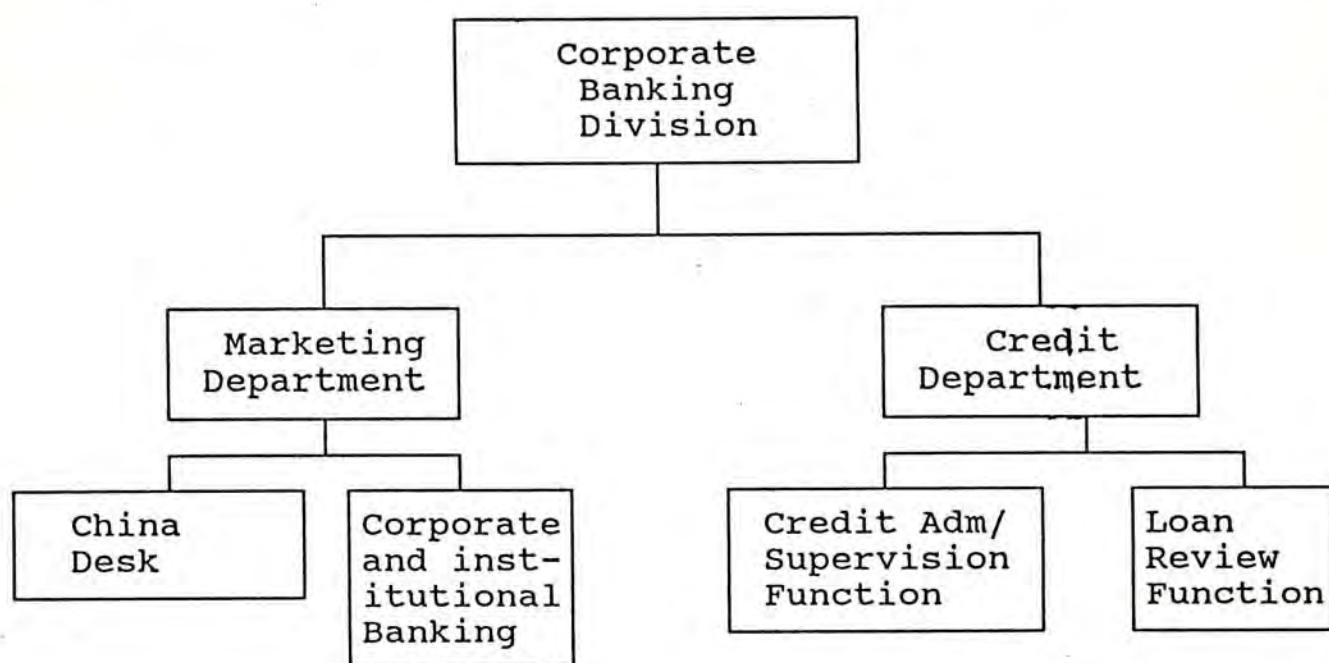 Corporate
Banking
Division
Marketing
Department
Credit
Department
China
Desk
Corporate
and inst-
itutional
Banking
Credit Adm/
Supervision
Function
Loan
Review
Function